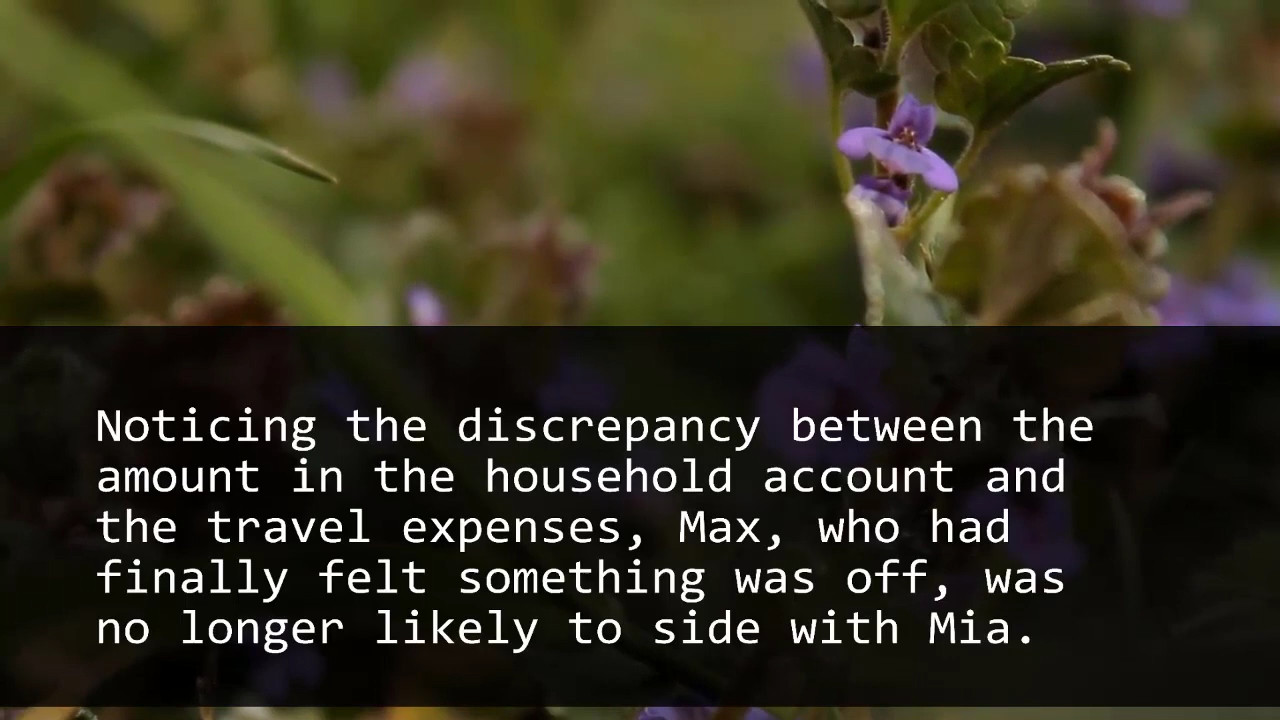 Noticing the discrepancy between the
amount in the household account and
the travel expenses, Max, who had
finally felt something was off, was
no longer likely to side with Mia.